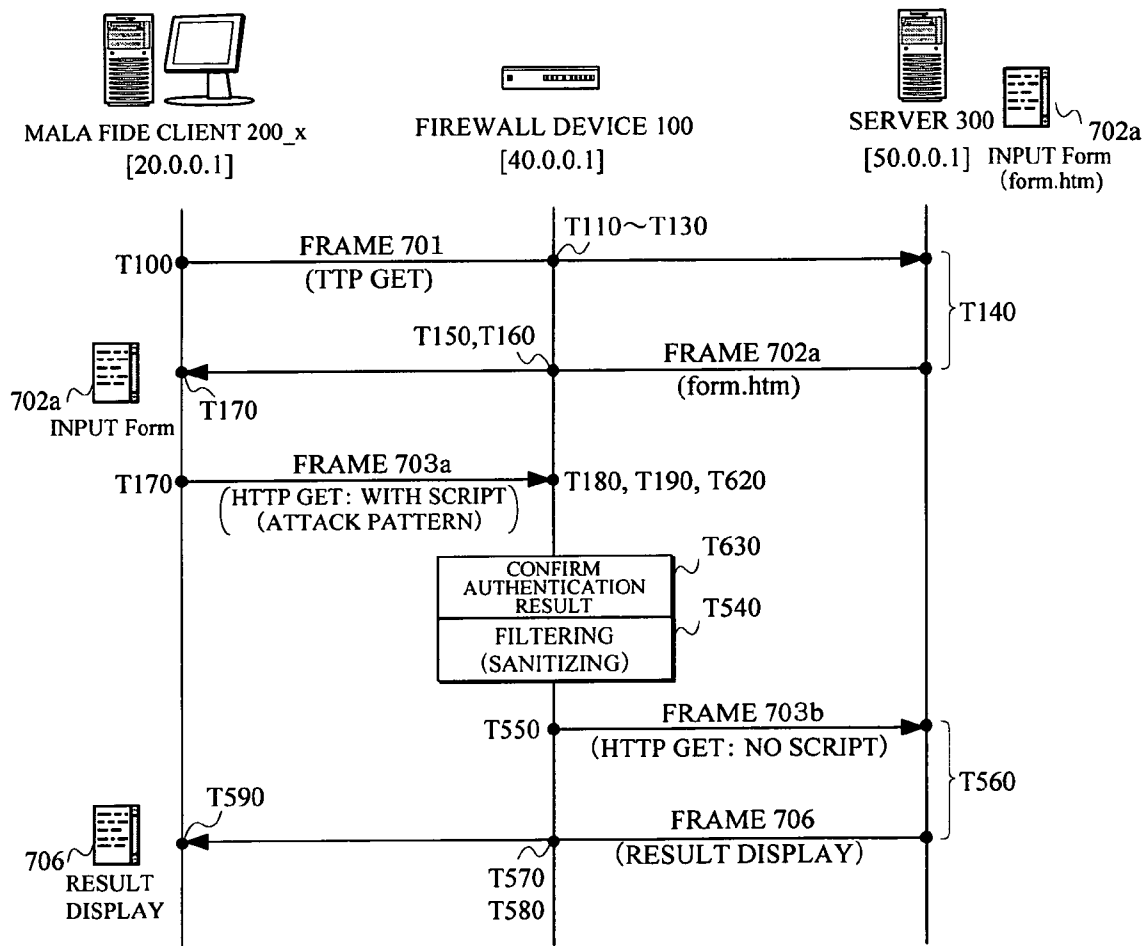 MALA FIDE CLIENT 200_x
[20.0.0.1]
FIREWALL DEVICE 100
[40.0.0.1]
SERVER 300
[50.0.0.1]
702a
INPUT Form
(form.htm)
T100
FRAME 701
(TTP GET)
T110～T130
T140
T150,T160
FRAME 702a
(form.htm)
702a
INPUT Form
T170
T170
FRAME 703a
(HTTP GET: WITH SCRIPT
(ATTACK PATTERN)
)
T180, T190, T620
CONFIRM
AUTHENTICATION
RESULT
T630
FILTERING
(SANITIZING)
T540
T550
FRAME 703b
(HTTP GET: NO SCRIPT)
T560
T590
FRAME 706
(RESULT DISPLAY)
706
RESULT
DISPLAY
T570
T580